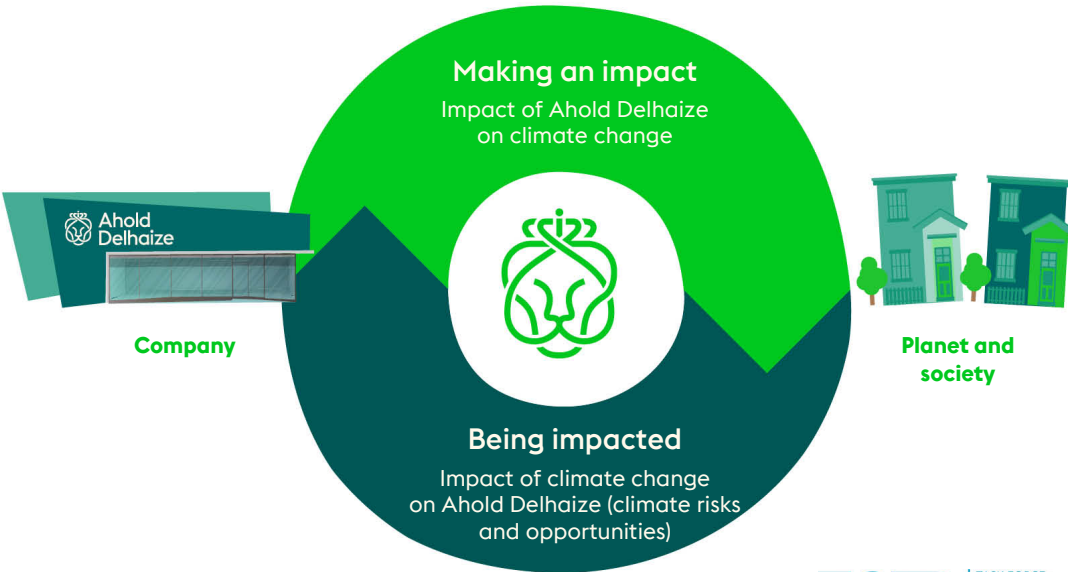 Making an impact
Impact of Ahold Delhaize
on climate change
Ahold
Delhaize
Company
Planet and
society
Being impacted
Impact of climate change
on Ahold Delhaize (climate risks
and opportunities)